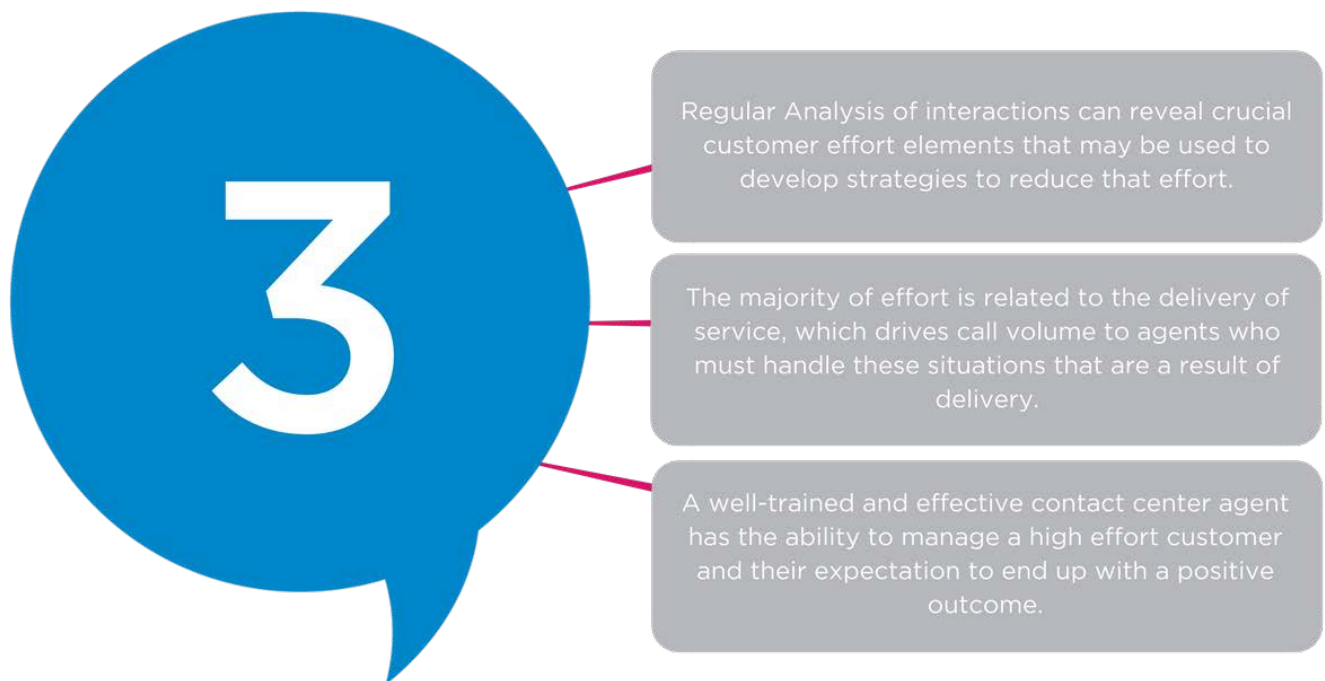 3
Regular Analysis of interactions can reveal crucial
customer effort elements that may be used to
develop strategies to reduce that effort.
The majority of effort is related to the delivery of
service, which drives call volume to agents who
must handle these situations that are a result of
delivery.
A well-trained and effective contact center agent
has the ability to manage a high effort customer
and their expectation to end up with a positive
outcome.